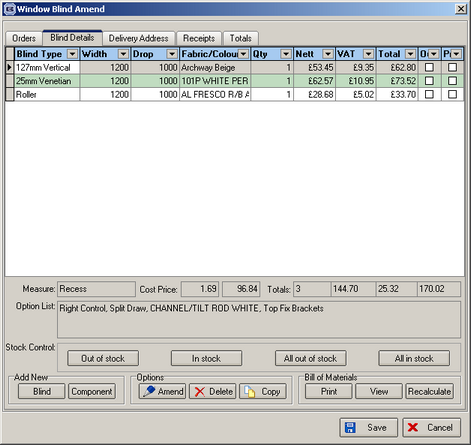 Window Blind Amend
Orders Blind Details Delivery Address Receipts Totals
Blind Type Width Drop Fabric/Colou Qty Nett VAT Total
127mm Vertical 1200 1000 Archway Beige 1 £53.45 £9.35 £62.80
25mm Venetian 1200 1000 101P WHITE PER 1 £62.57 £10.95 £73.52
Roller 1200 1000 AL FRESCO R/B 1 £28.68 £5.02 £33.70
Measure: Recess Cost Price: 1.69 96.84 Totals: 3 144.70 25.32 170.02
Option List: Right Control, Split Draw, CHANNEL/TILT ROD WHITE, Top Fix Brackets
Stock Control:
Out of stock In stock All out of stock All in stock
Add New Options Bill of Materials
Blind Component Amend Delete Copy Print View Recalculate
Save Cancel